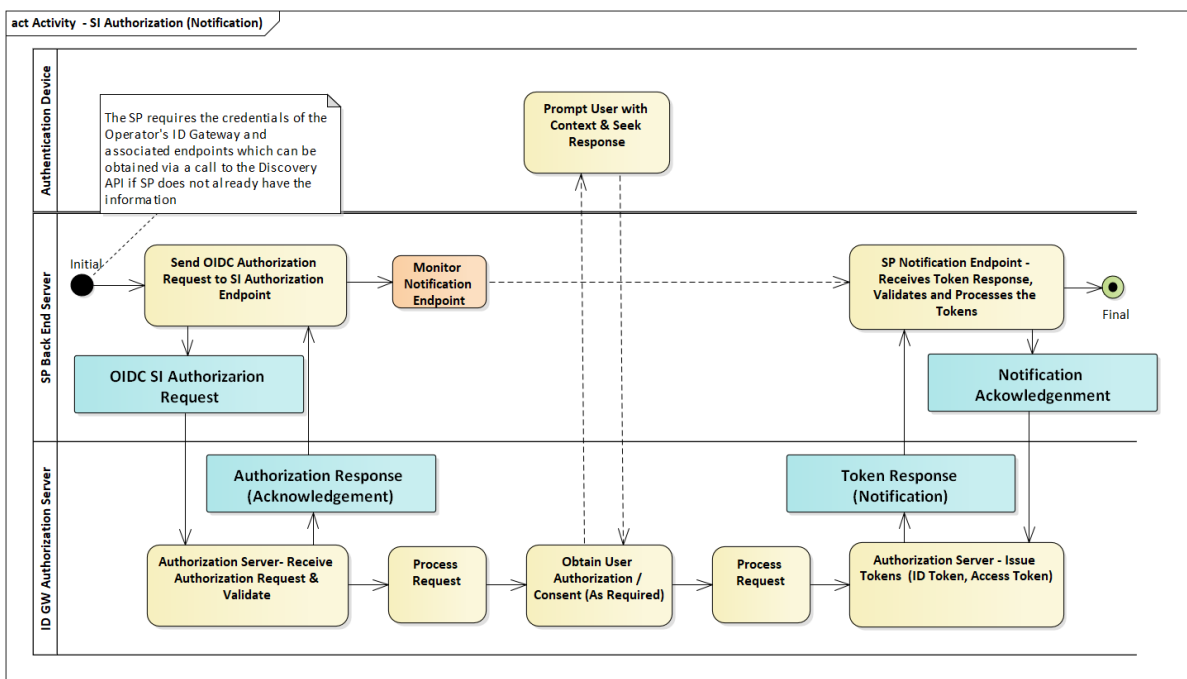 act Activity - SI Authorization (Notification)
Authentication Device
The SP requires the credentials of the
Operator's ID Gateway and
associated endpoints which can be
obtained via a call to the Discovery
API if SP does not already have the
information
Prompt User with
Context & Seek
Response
SP Back End Server
Initial
Send OIDC Authorization
Request to SI Authorization
Endpoint
Monitor
Notification
Endpoint
SP Notification Endpoint -
Receives Token Response,
Validates and Processes the
Tokens
Final
OIDC SI Authorizarion
Request
Notification
Ackowledgenment
ID GW Authorization Server
Authorization Response
(Acknowledgement)
Token Response
(Notification)
Authorization Server- Receive
Authorization Request &
Validate
Process
Request
Obtain User
Authorization /
Consent (As Required)
Process
Request
Authorization Server - Issue
Tokens (ID Token, Access Token)